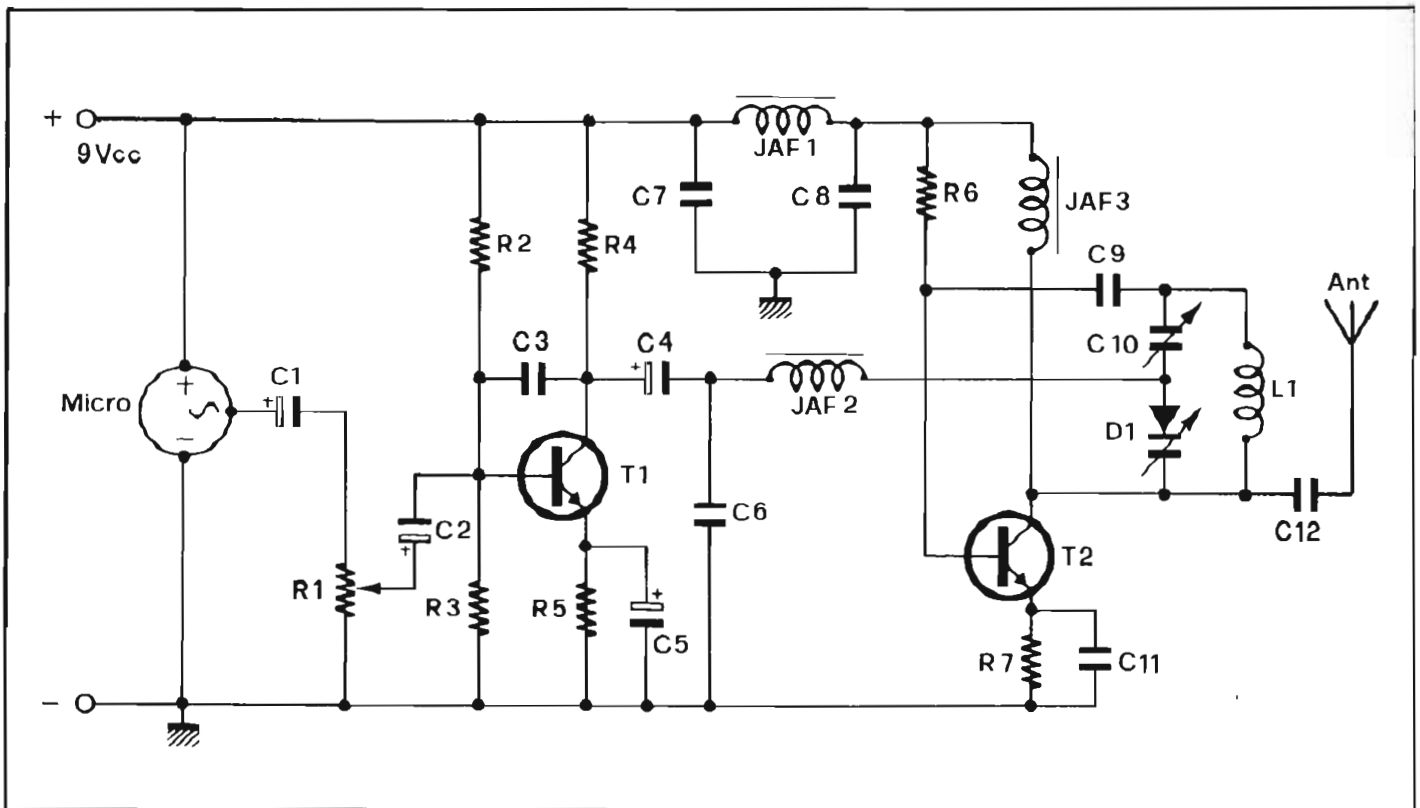 +
9Vcc
JAF1
C7
C8
R6
JAF3
R2
R4
C9
Ant
C3
C4
C10
Micro
+
−
+
C1
+
JAF2
L1
D1
T1
C2
+
C6
C12
T2
R1
R3
R5
+
C5
R7
C11
−